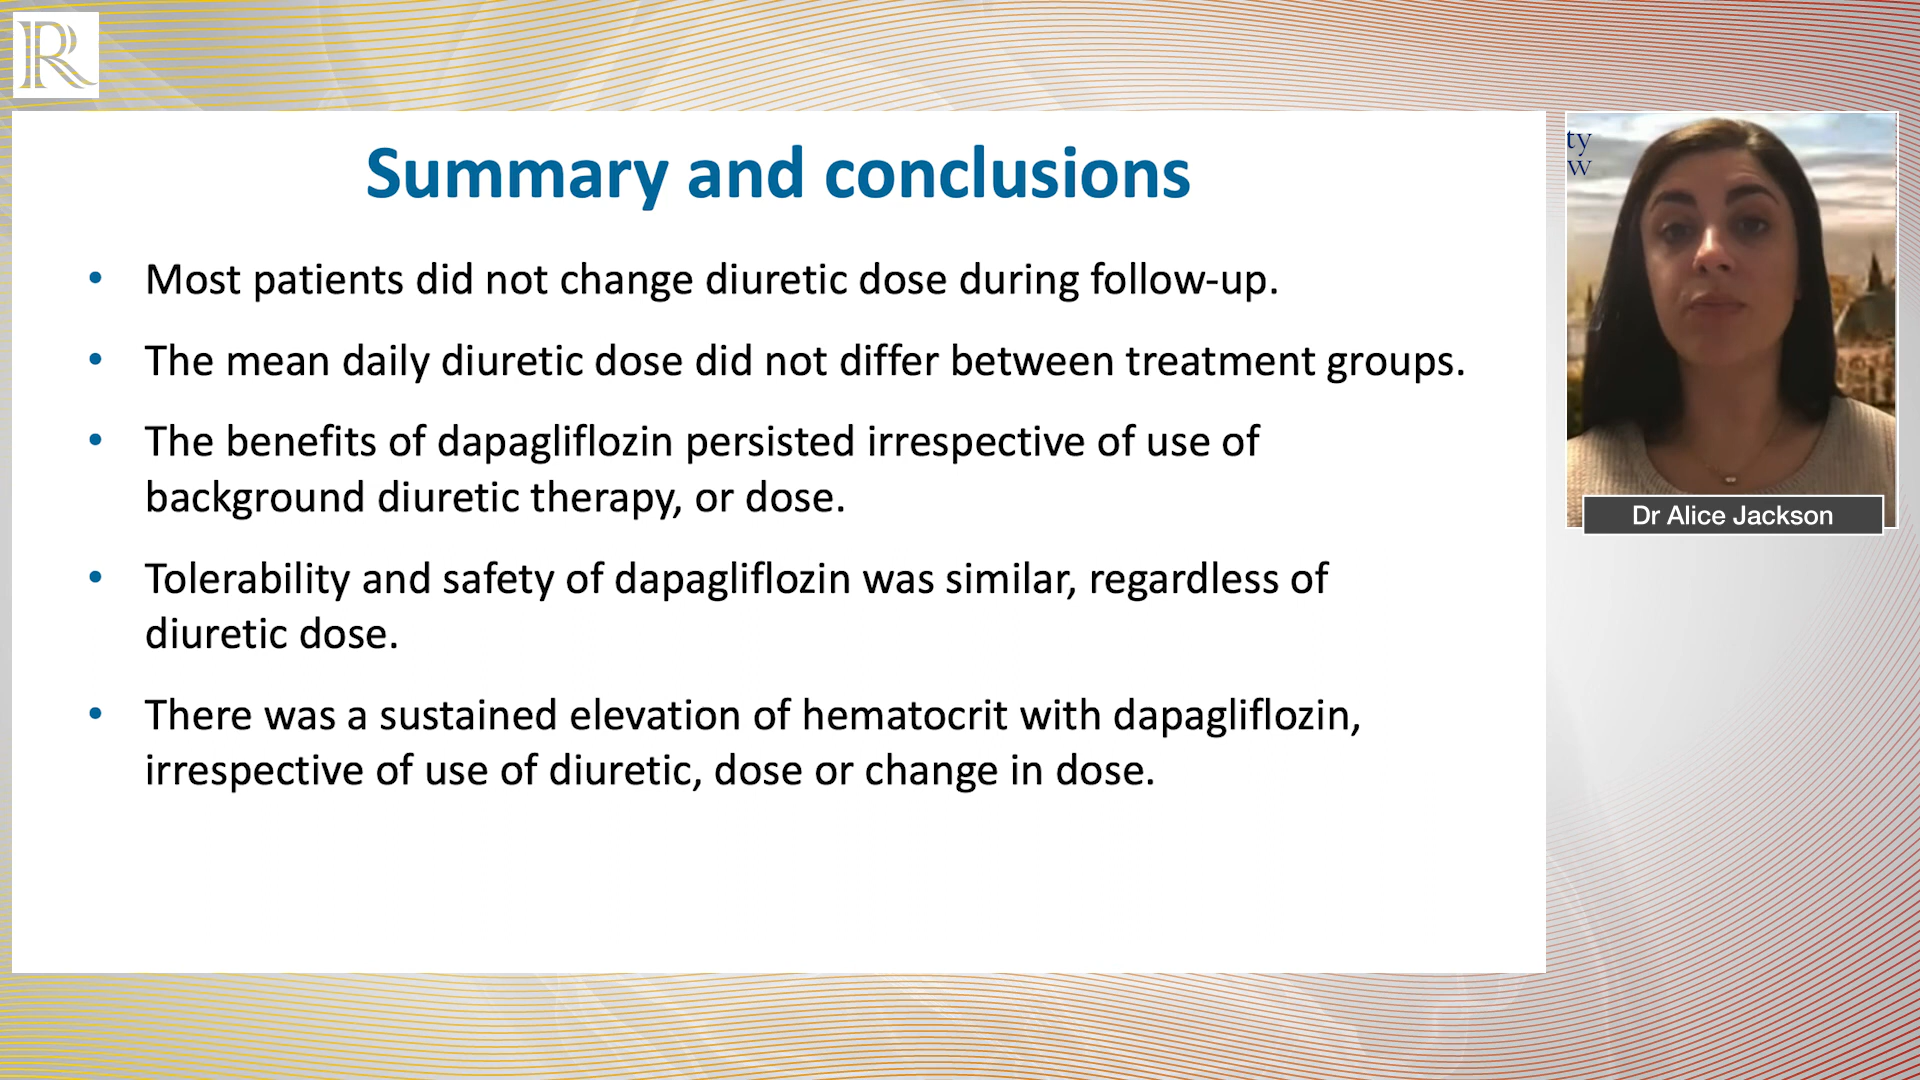 R
Summary and conclusions
• Most patients did not change diuretic dose during follow-up.
• The mean daily diuretic dose did not differ between treatment groups.
• The benefits of dapagliflozin persisted irrespective of use of
background diuretic therapy, or dose.
• Tolerability and safety of dapagliflozin was similar, regardless of
diuretic dose.
• There was a sustained elevation of hematocrit with dapagliflozin,
irrespective of use of diuretic, dose or change in dose.
ty
w
Dr Alice Jackson